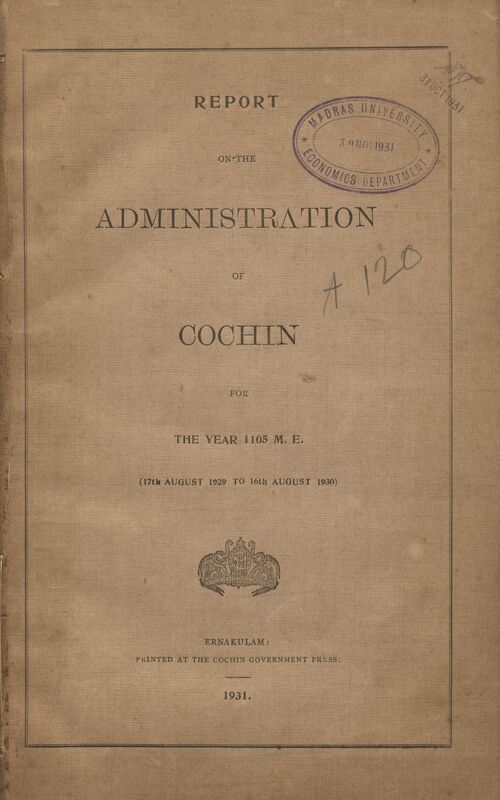 REPORT
ON THE
ADMINISTRATION
OF
COCHIN
FOR
THE YEAR 1105 M. E.
(17th AUGUST 1929 TO 16th AUGUST 1930)
ERNAKULAM:
PRINTED AT THE COCHIN GOVERNMENT PRESS.
1931.
MADRAS UNIVERSITY
1931
ECONOMICS DEPARTMENT
31 OCT 1931
A 120